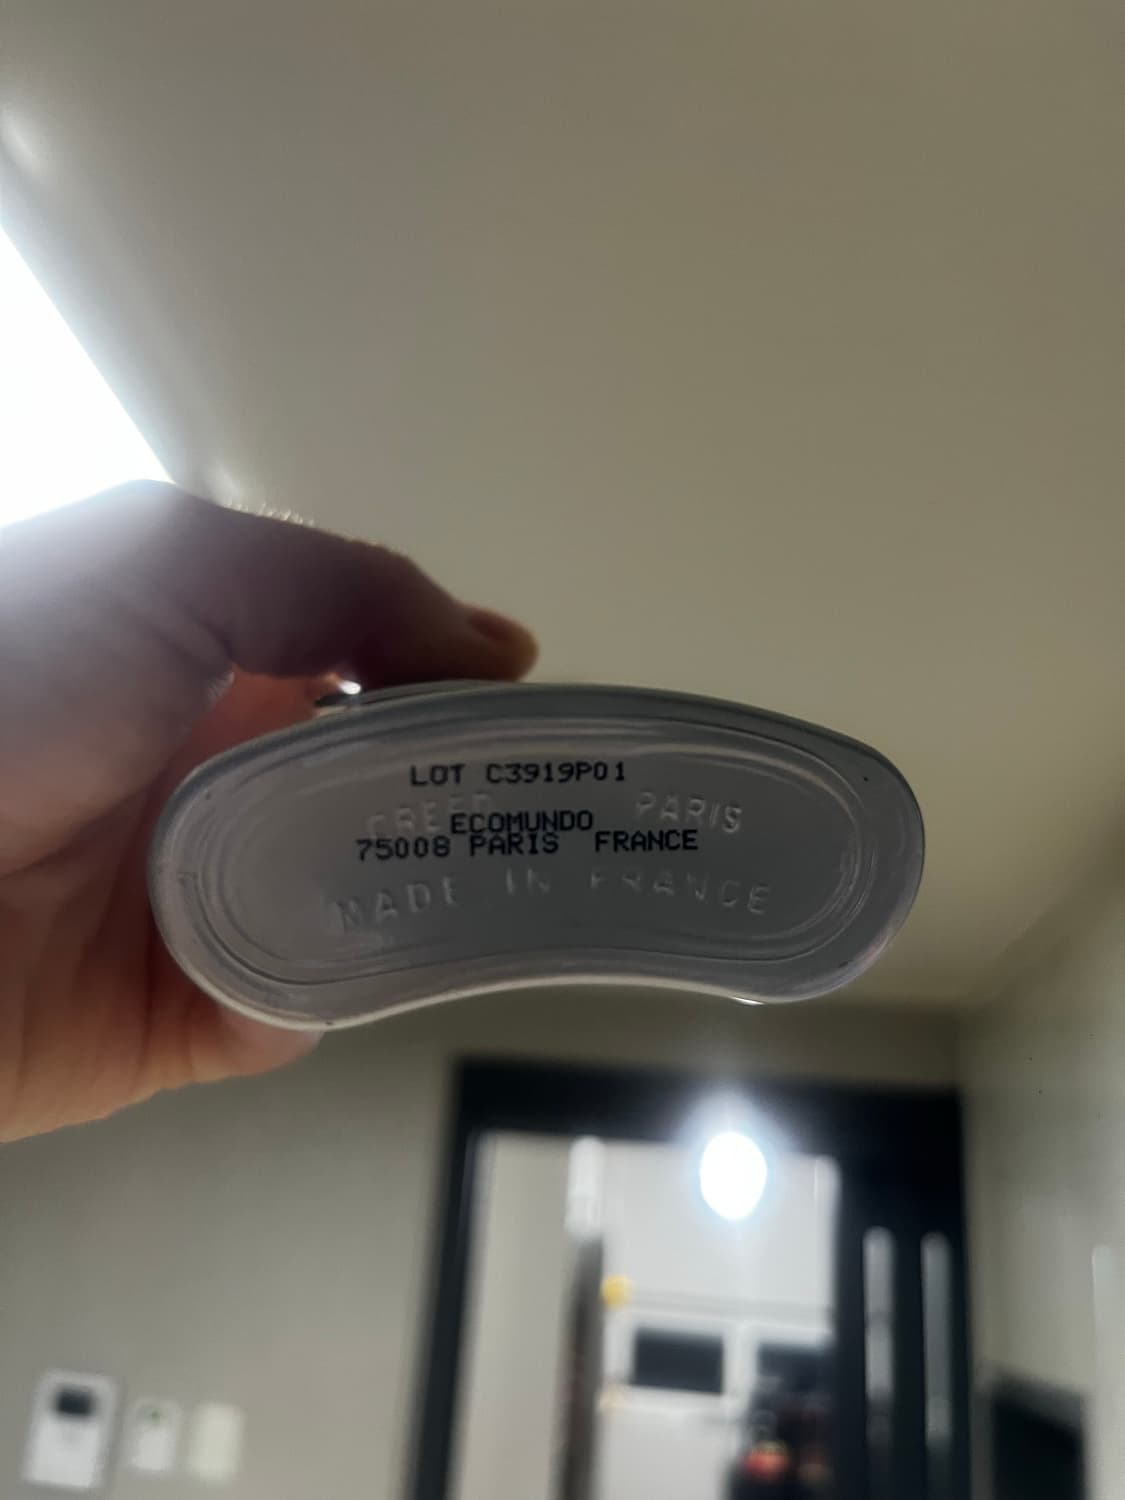 LOT C3919P01
CREED PARIS
ECOMUNDO
75008 PARIS FRANCE
MADE IN FRANCE